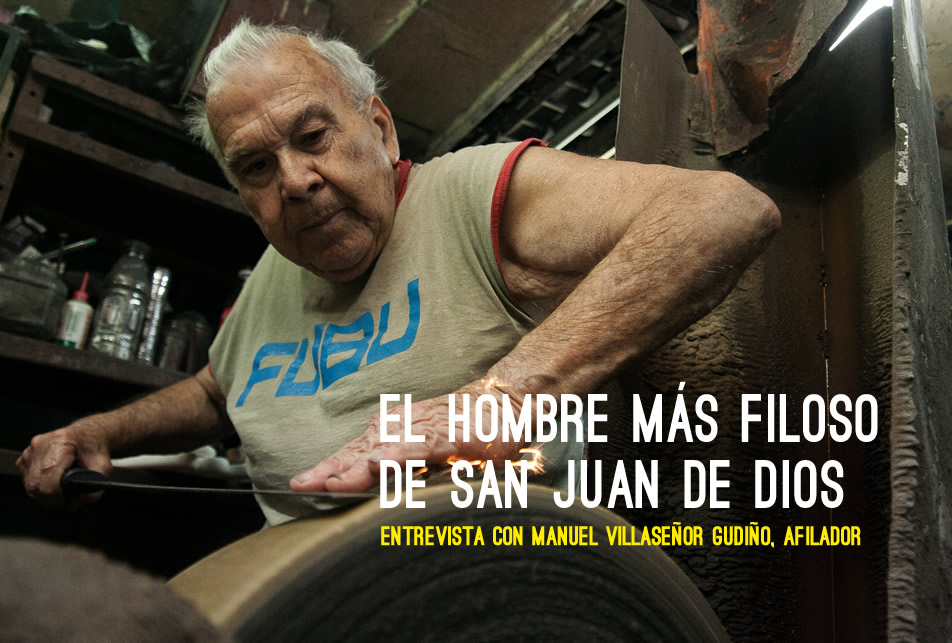 FUBU
EL HOMBRE MÁS FILOSO
DE SAN JUAN DE DIOS
ENTREVISTA CON MANUEL VILLASEÑOR GUDIÑO, AFILADOR